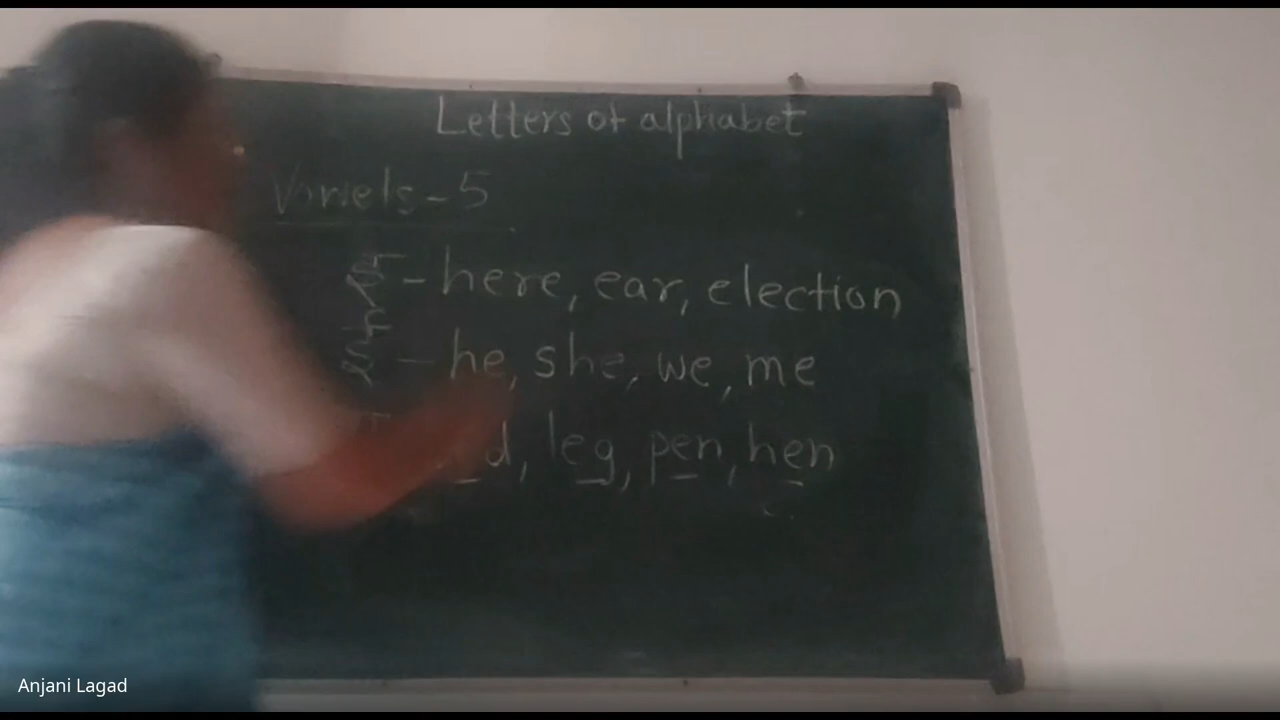 Letters of alphabet
Vowels - 5
- here, ear, election
- he, she, we, me
leg, pen, hen
Anjani Lagad